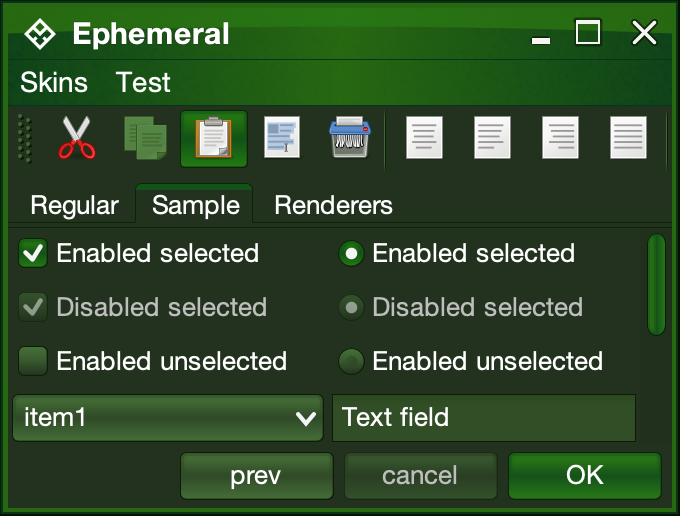 Ephemeral
Skins Test
Regular Sample Renderers
Enabled selected Enabled selected
Disabled selected Disabled selected
Enabled unselected Enabled unselected
item1 Text field
prev cancel OK